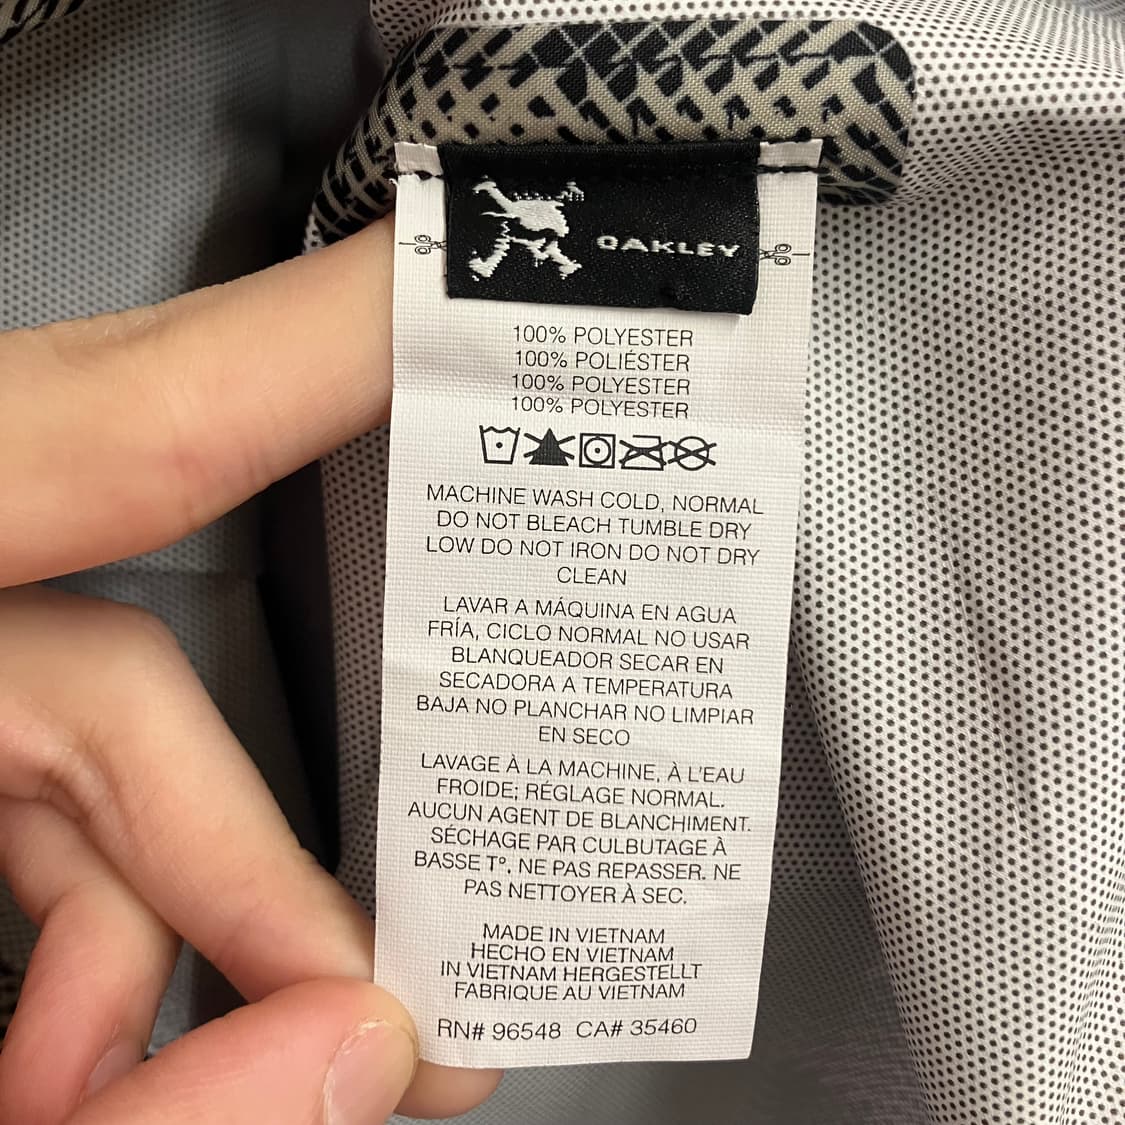 OAKLEY
100% POLYESTER
100% POLIÉSTER
100% POLYESTER
100% POLYESTER
MACHINE WASH COLD, NORMAL
DO NOT BLEACH TUMBLE DRY
LOW DO NOT IRON DO NOT DRY
CLEAN
LAVAR A MÁQUINA EN AGUA
FRÍA, CICLO NORMAL NO USAR
BLANQUEADOR SECAR EN
SECADORA A TEMPERATURA
BAJA NO PLANCHAR NO LIMPIAR
EN SECO
LAVAGE À LA MACHINE, À L'EAU
FROIDE; RÉGLAGE NORMAL.
AUCUN AGENT DE BLANCHIMENT.
SÉCHAGE PAR CULBUTAGE À
BASSE T°. NE PAS REPASSER. NE
PAS NETTOYER À SEC.
MADE IN VIETNAM
HECHO EN VIETNAM
IN VIETNAM HERGESTELLT
FABRIQUE AU VIETNAM
RN# 96548 CA# 35460